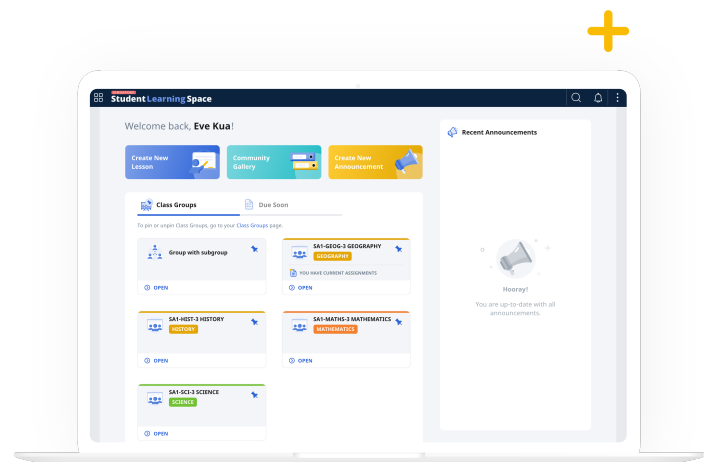 Student Learning Space
Welcome back, Eve Kua!
Create New
Lesson
Community
Gallery
Create New
Announcement
Class Groups
Due Soon
To pin or unpin Class Groups, go to your Class Groups page.
Group with subgroup
OPEN
SA1-GEOG-3 GEOGRAPHY
GEOGRAPHY
YOU HAVE CURRENT ASSIGNMENTS
OPEN
SA1-HIST-3 HISTORY
HISTORY
OPEN
SA1-MATHS-3 MATHEMATICS
MATHEMATICS
OPEN
SA1-SCI-3 SCIENCE
SCIENCE
OPEN
Recent Announcements
Hooray!
You are up-to-date with all
announcements.